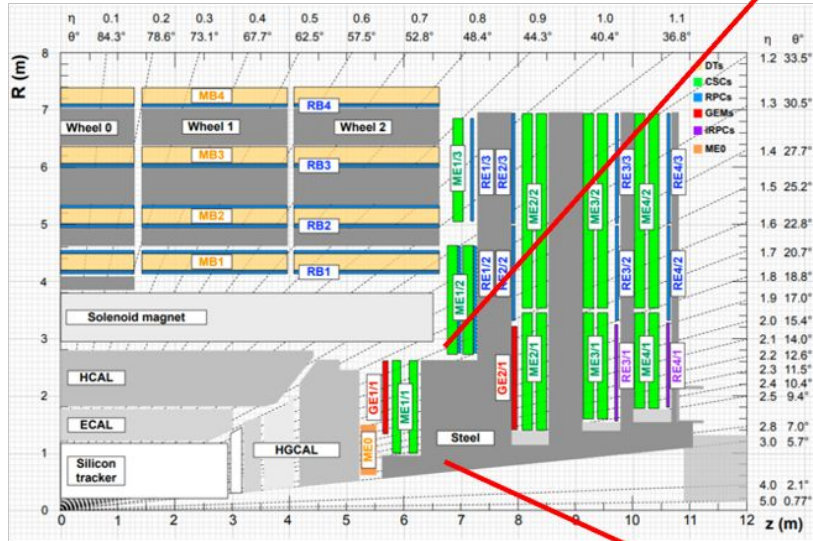 η 0.1 0.2 0.3 0.4 0.5 0.6 0.7 0.8 0.9 1.0 1.1
θ° 84.3° 78.6° 73.1° 67.7° 62.5° 57.5° 52.8° 48.4° 44.3° 40.4° 36.8°
η θ°
R (m)
8
7
6
5
4
3
2
1
0
1.2 33.5°
1.3 30.5°
1.4 27.7°
1.5 25.2°
1.6 22.8°
1.7 20.7°
1.8 18.8°
1.9 17.0°
2.0 15.4°
2.1 14.0°
2.2 12.6°
2.3 11.5°
2.4 10.4°
2.5 9.4°
2.8 7.0°
3.0 5.7°
4.0 2.1°
5.0 0.77°
DTs
CSCs
RPCs
GEMs
iRPCs
ME0
MB4
RB4
Wheel 0 Wheel 1 Wheel 2
MB3
RB3
MB2
RB2
MB1
RB1
Solenoid magnet
HCAL
ECAL
Silicon
tracker
HGCAL
Steel
ME0
GE1/1
ME1/1
ME1/2
ME1/3
RE1/3
RE2/3
RE1/2
RE2/2
GE2/1
ME2/2
ME2/1
ME3/2
ME3/1
RE3/3
RE3/2
RE3/1
ME4/2
ME4/1
RE4/3
RE4/2
RE4/1
0 1 2 3 4 5 6 7 8 9 10 11 12
z (m)